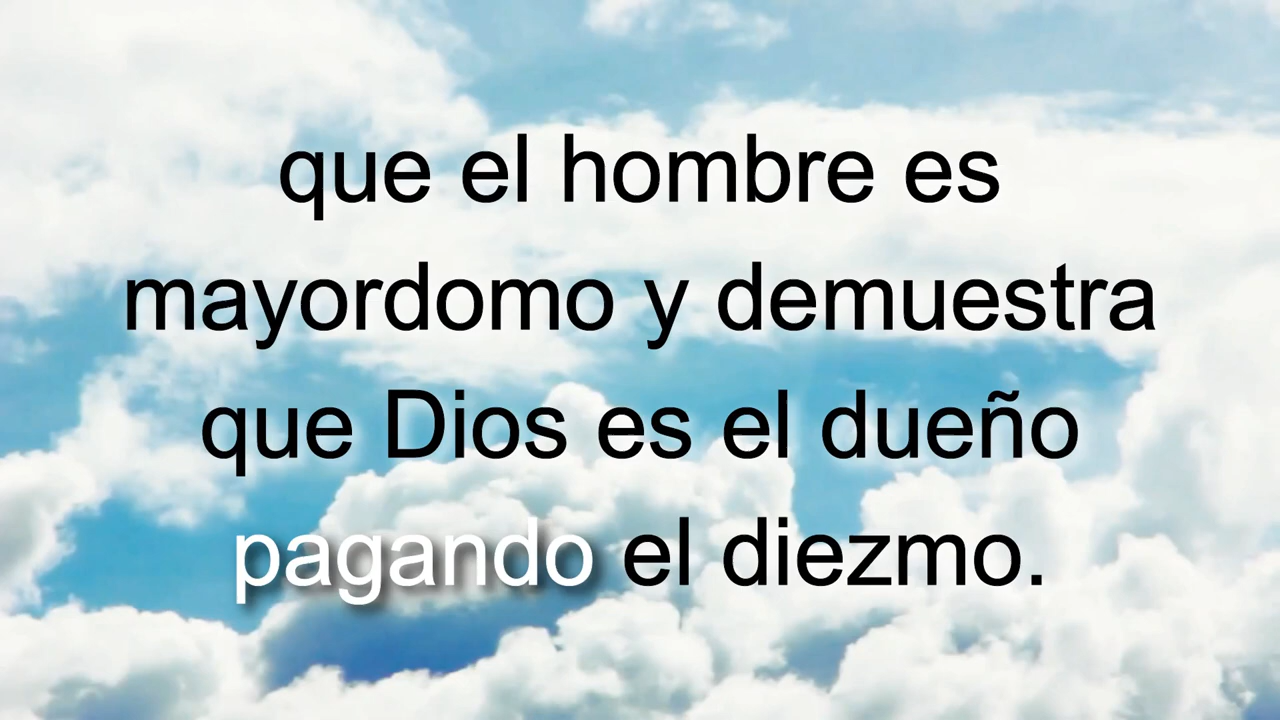 que el hombre es
mayordomo y demuestra
que Dios es el dueño
pagando el diezmo.